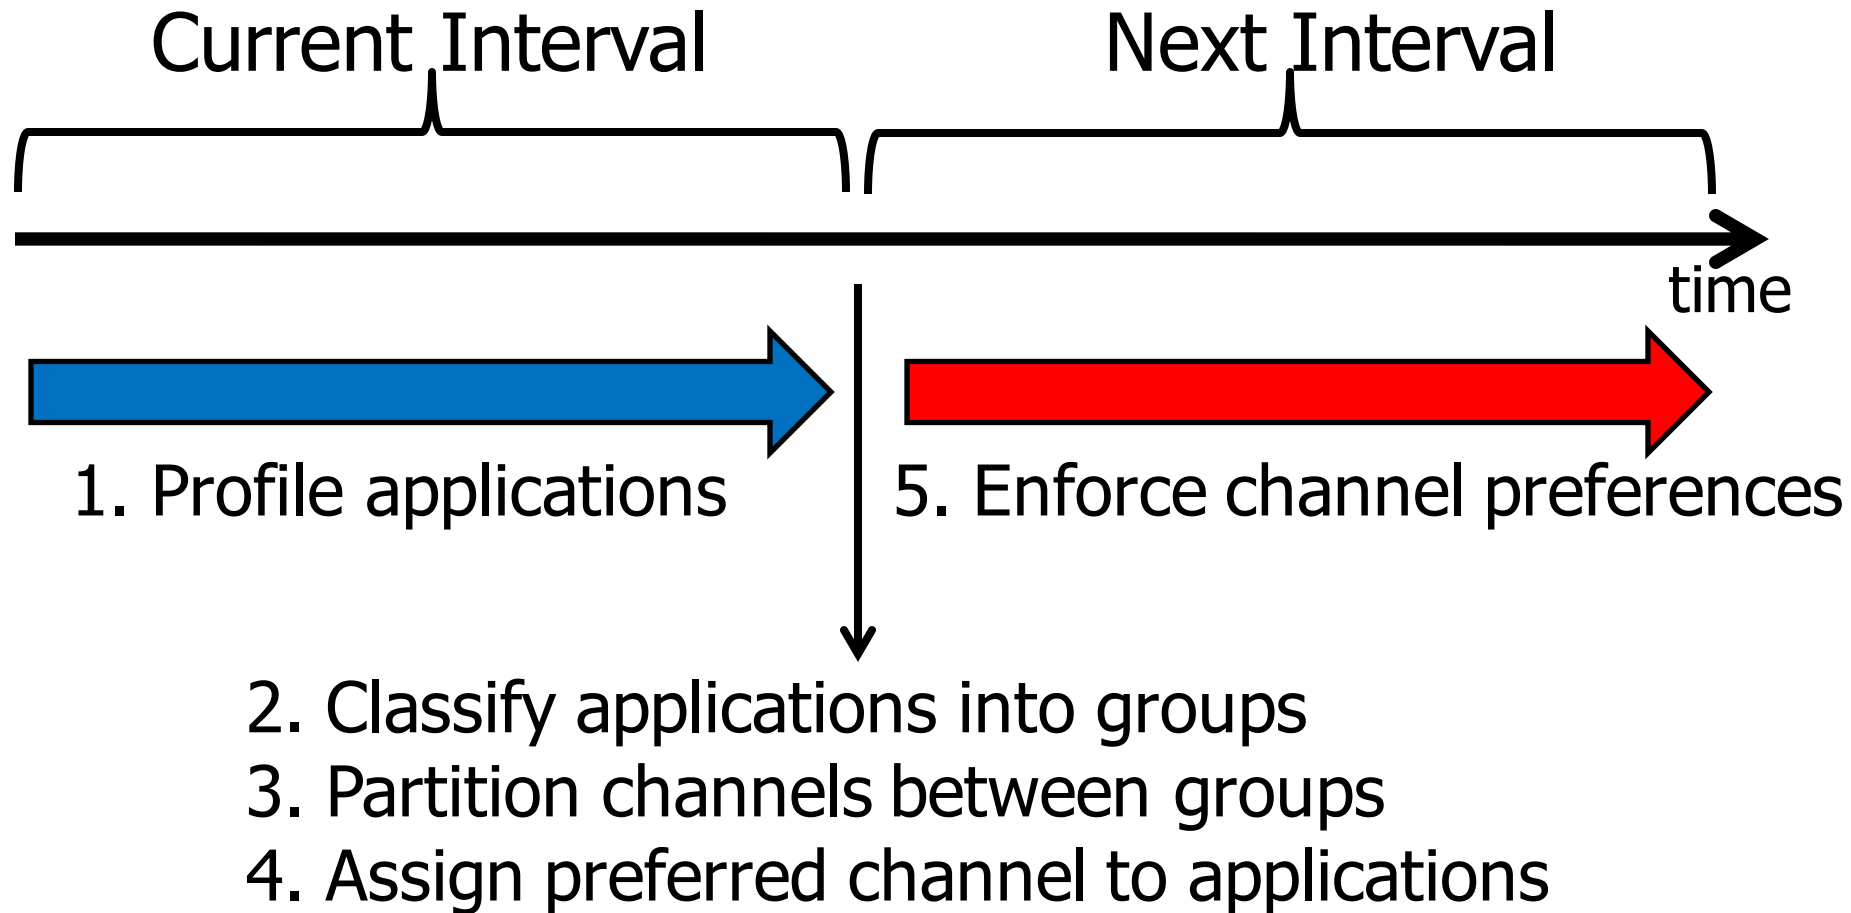 Current Interval
Next Interval
time
1. Profile applications
5. Enforce channel preferences
2. Classify applications into groups
3. Partition channels between groups
4. Assign preferred channel to applications